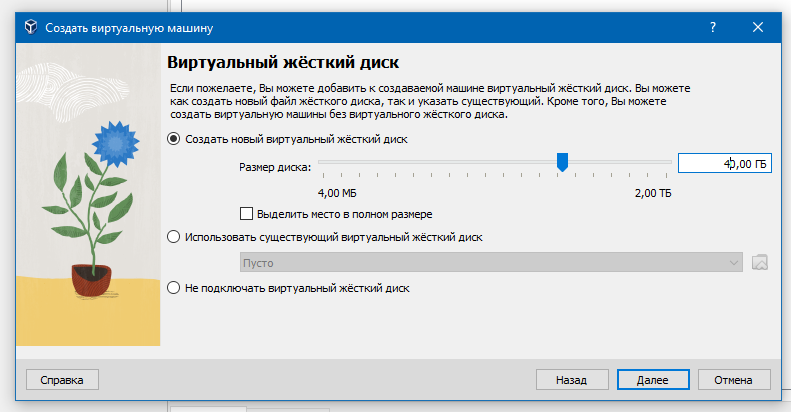 Создать виртуальную машину
Виртуальный жёсткий диск
Если пожелаете, Вы можете добавить к создаваемой машине виртуальный жёсткий диск. Вы можете
как создать новый файл жёсткого диска, так и указать существующий. Кроме того, Вы можете
создать виртуальную машину без виртуального жёсткого диска.
Создать новый виртуальный жёсткий диск
Размер диска: 40,00 ГБ
4,00 МБ 2,00 ТБ
Выделить место в полном размере
Использовать существующий виртуальный жёсткий диск
Пусто
Не подключать виртуальный жёсткий диск
Справка Назад Далее Отмена